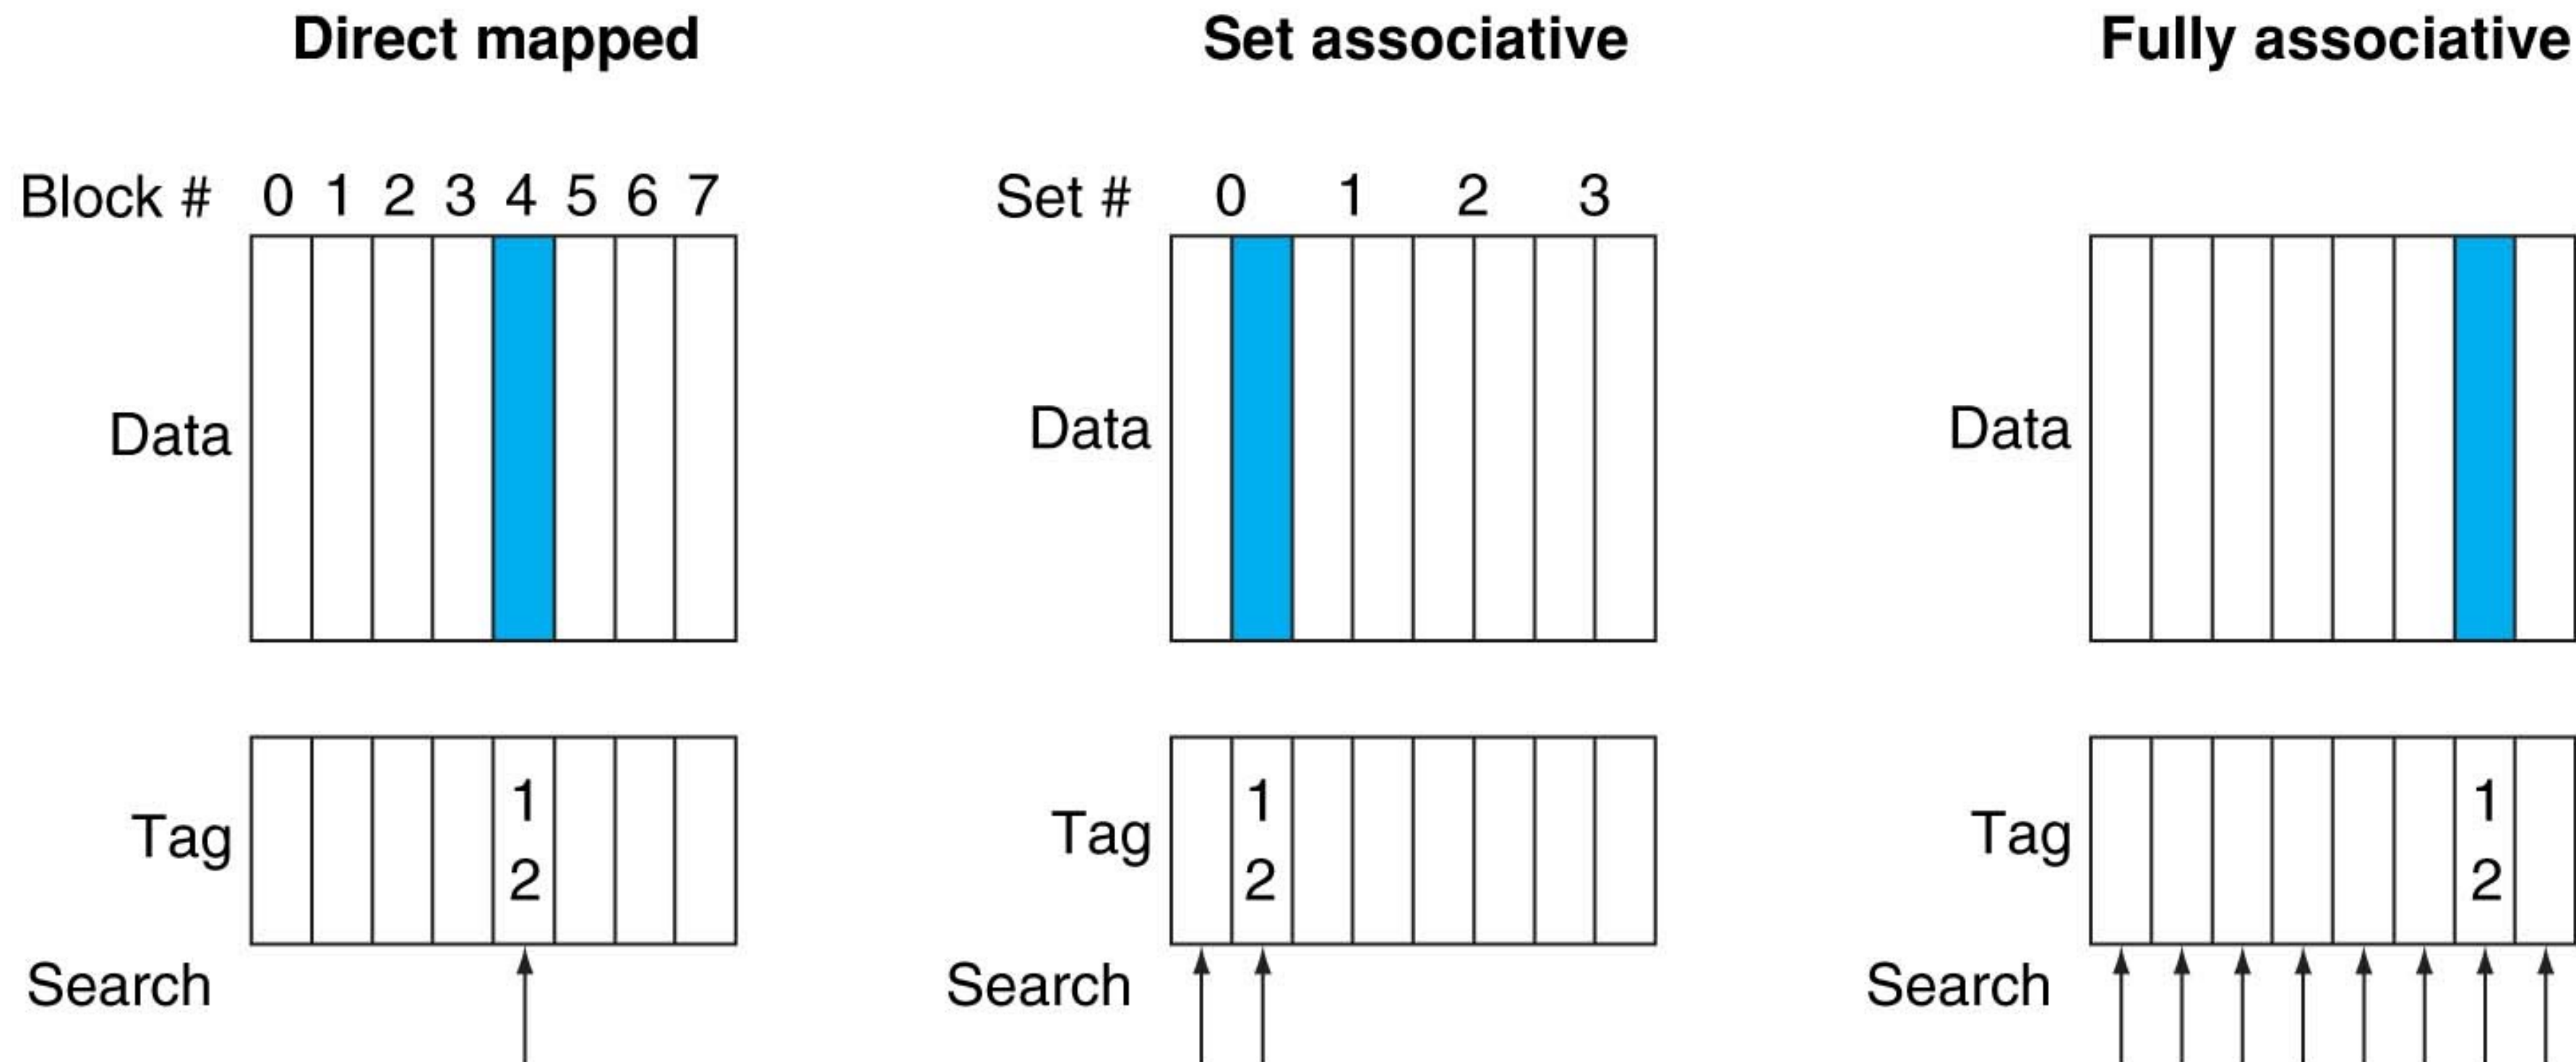 Direct mapped
Block # 0 1 2 3 4 5 6 7
Data
Tag
1
2
Search
Set associative
Set # 0 1 2 3
Data
Tag
1
2
Search
Fully associative
Data
Tag
1
2
Search